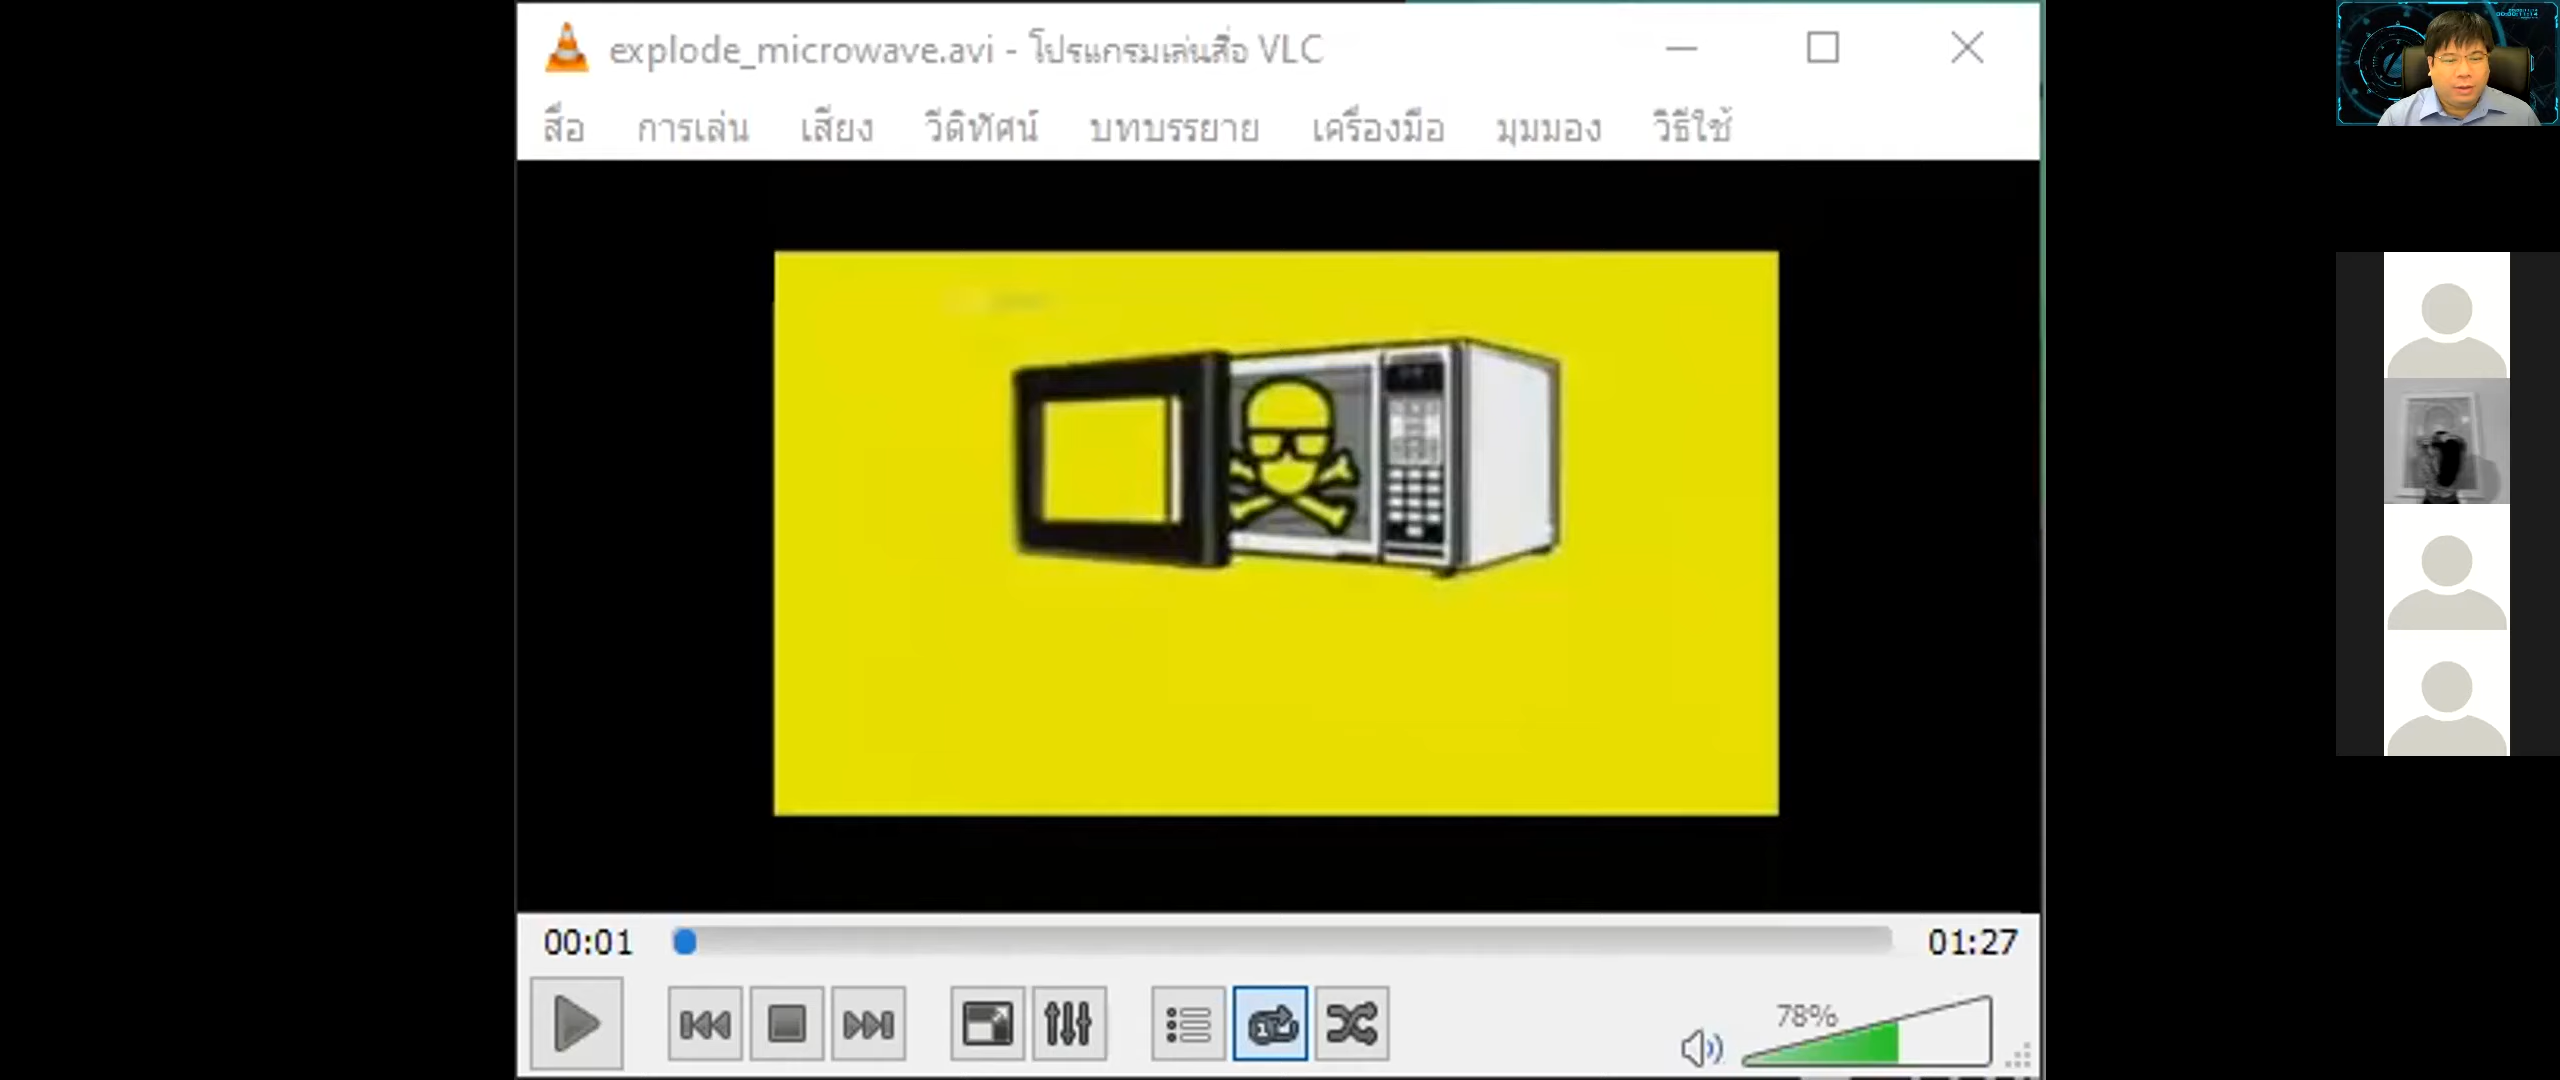 explode_microwave.avi - โปรแกรมเล่นสื่อ VLC
สื่อ การเล่น เสียง วีดิทัศน์ บทบรรยาย เครื่องมือ มุมมอง วิธีใช้
00:01 01:27
78%